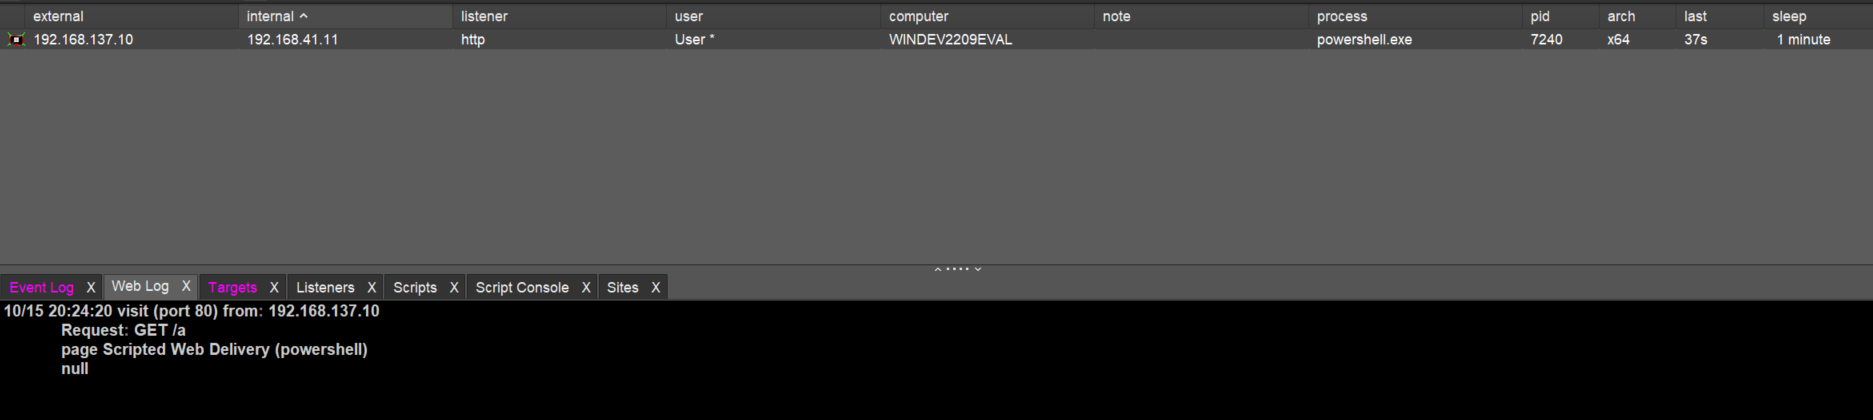 external internal listener user computer note process pid arch last sleep
192.168.137.10 192.168.41.11 http User * WINDEV2209EVAL powershell.exe 7240 x64 37s 1 minute
Event Log X Web Log X Targets X Listeners X Scripts X Script Console X Sites X
10/15 20:24:20 visit (port 80) from: 192.168.137.10
Request: GET /a
page Scripted Web Delivery (powershell)
null